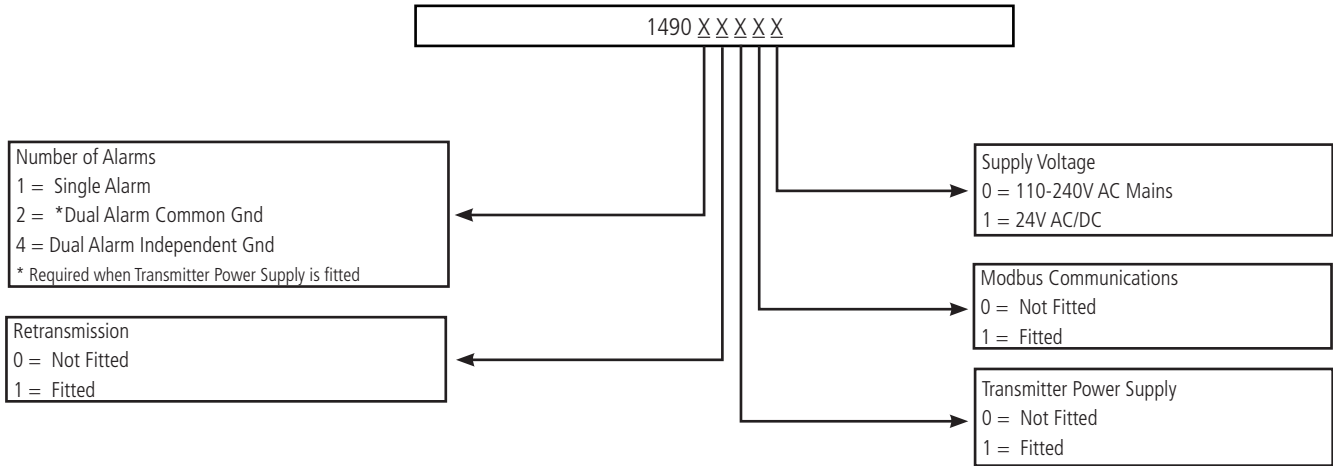 1490 X X X X X
Number of Alarms
1 = Single Alarm
2 = *Dual Alarm Common Gnd
4 = Dual Alarm Independent Gnd
* Required when Transmitter Power Supply is fitted
Retransmission
0 = Not Fitted
1 = Fitted
Supply Voltage
0 = 110-240V AC Mains
1 = 24V AC/DC
Modbus Communications
0 = Not Fitted
1 = Fitted
Transmitter Power Supply
0 = Not Fitted
1 = Fitted